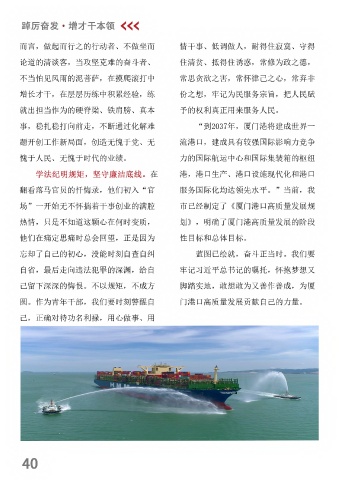 踔厉奋发·增才干本领
而言，做起而行之的行动者、不做坐而
论道的清谈客，当攻坚克难的奋斗者、
不当怕见风雨的泥菩萨，在摸爬滚打中
增长才干，在层层历练中积累经验，练
就出担当作为的硬脊梁、铁肩膀、真本
事，稳扎稳打向前走，不断通过化解难
题开创工作新局面，创造无愧于党、无
愧于人民、无愧于时代的业绩。
学法纪明规矩，坚守廉洁底线。在
翻看落马官员的忏悔录，他们初入“官
场”一开始无不怀揣着干事创业的满腔
热情，只是不知道这颗心在何时变质，
他们在痛定思痛时总会回望，正是因为
忘却了自己的初心，没能时刻自查自纠
自省，最后走向违法犯罪的深渊，给自
己留下深深的悔恨。不以规矩，不成方
圆。作为青年干部，我们要时刻警醒自
己，正确对待功名利禄，用心做事、用
情干事、低调做人，耐得住寂寞、守得
住清贫、抵得住诱惑，常修为政之德，
常思贪欲之害，常怀律己之心，常弃非
份之想，牢记为民服务宗旨，把人民赋
予的权利真正用来服务人民。
“到2037年，厦门港将建成世界一
流港口，建成具有较强国际影响力竞争
力的国际航运中心和国际集装箱的枢纽
港，港口生产、港口设施现代化和港口
服务国际化均达领先水平。”当前，我
市已经制定了《厦门港口高质量发展规
划》，明确了厦门港高质量发展的阶段
性目标和总体目标。
蓝图已绘就，奋斗正当时。我们要
牢记习近平总书记的嘱托，怀抱梦想又
脚踏实地，敢想敢为又善作善成，为厦
门港口高质量发展贡献自己的力量。
40